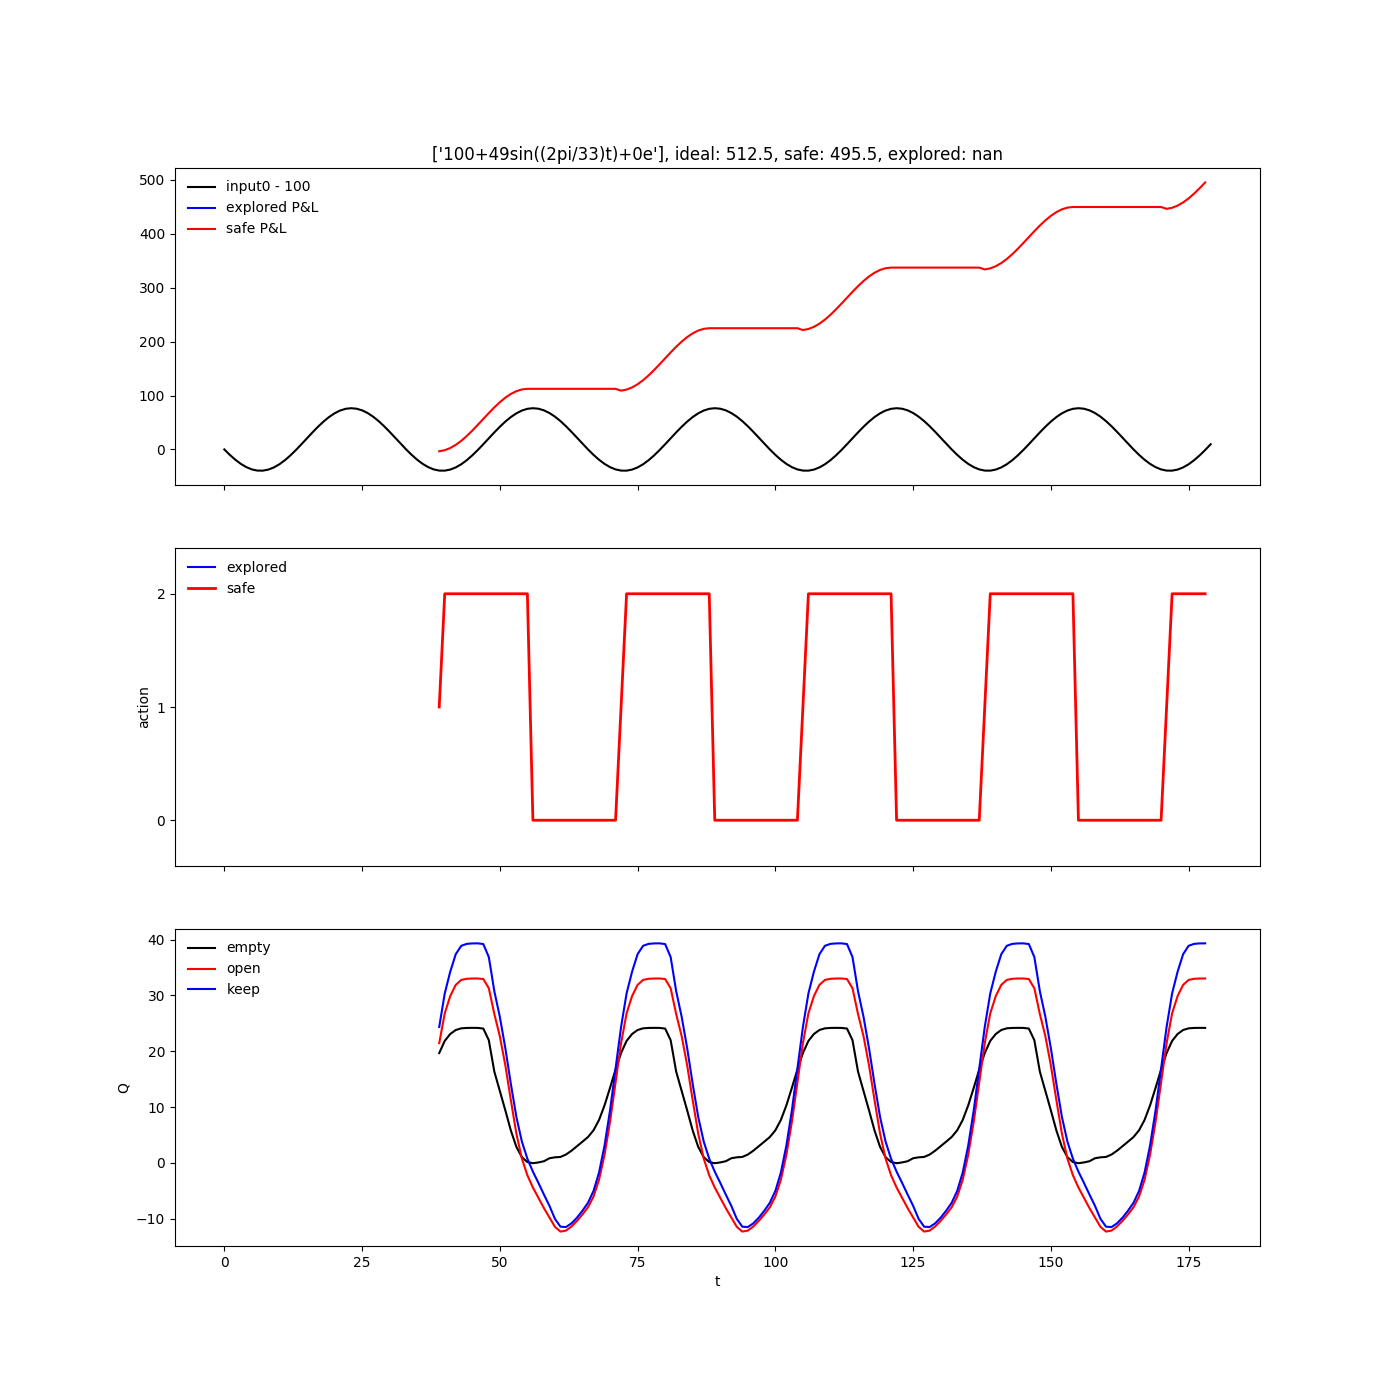 ['100+49sin((2pi/33)t)+0e'], ideal: 512.5, safe: 495.5, explored: nan
500
400
300
200
100
0
input0 - 100
explored P&L
safe P&L
action
2
1
0
explored
safe
Q
40
30
20
10
0
−10
empty
open
keep
0 25 50 75 100 125 150 175
t